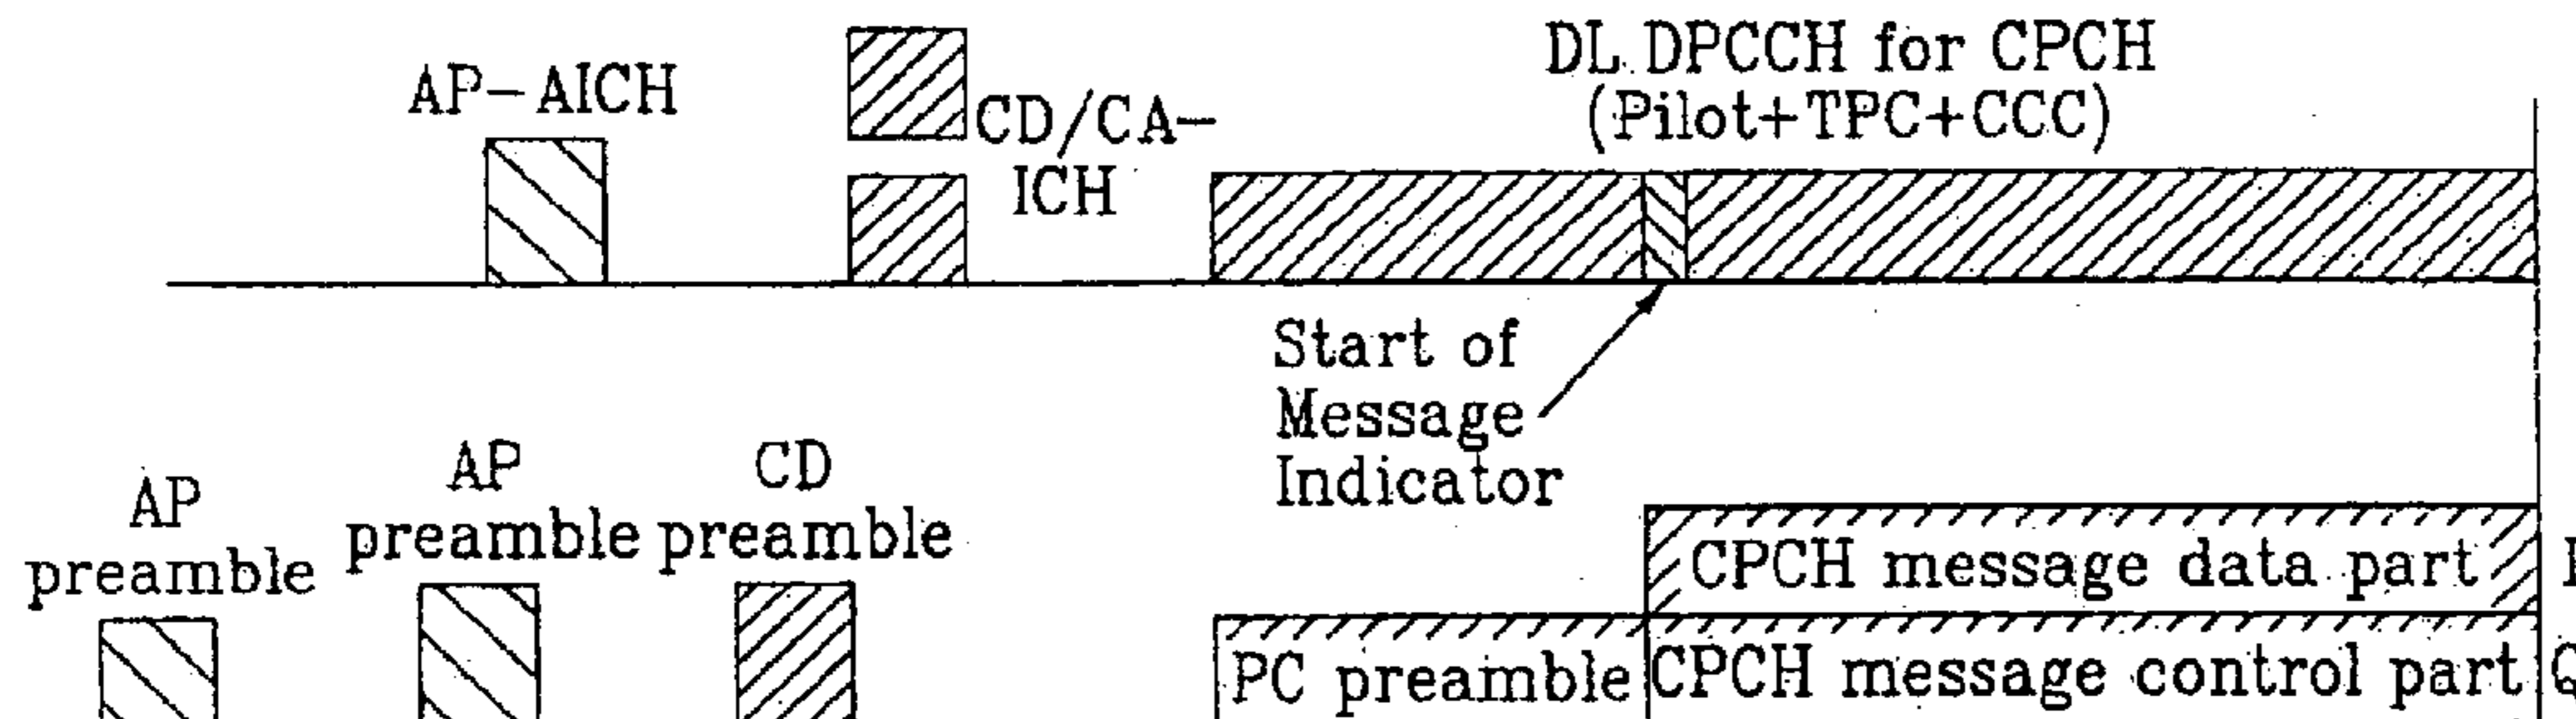 AP-AICH
CD/CA-
ICH
DL DPCCH for CPCH
(Pilot+TPC+CCC)
Start of
Message
Indicator
AP
preamble
AP
preamble
CD
preamble
CPCH message data part
PC preamble
CPCH message control part